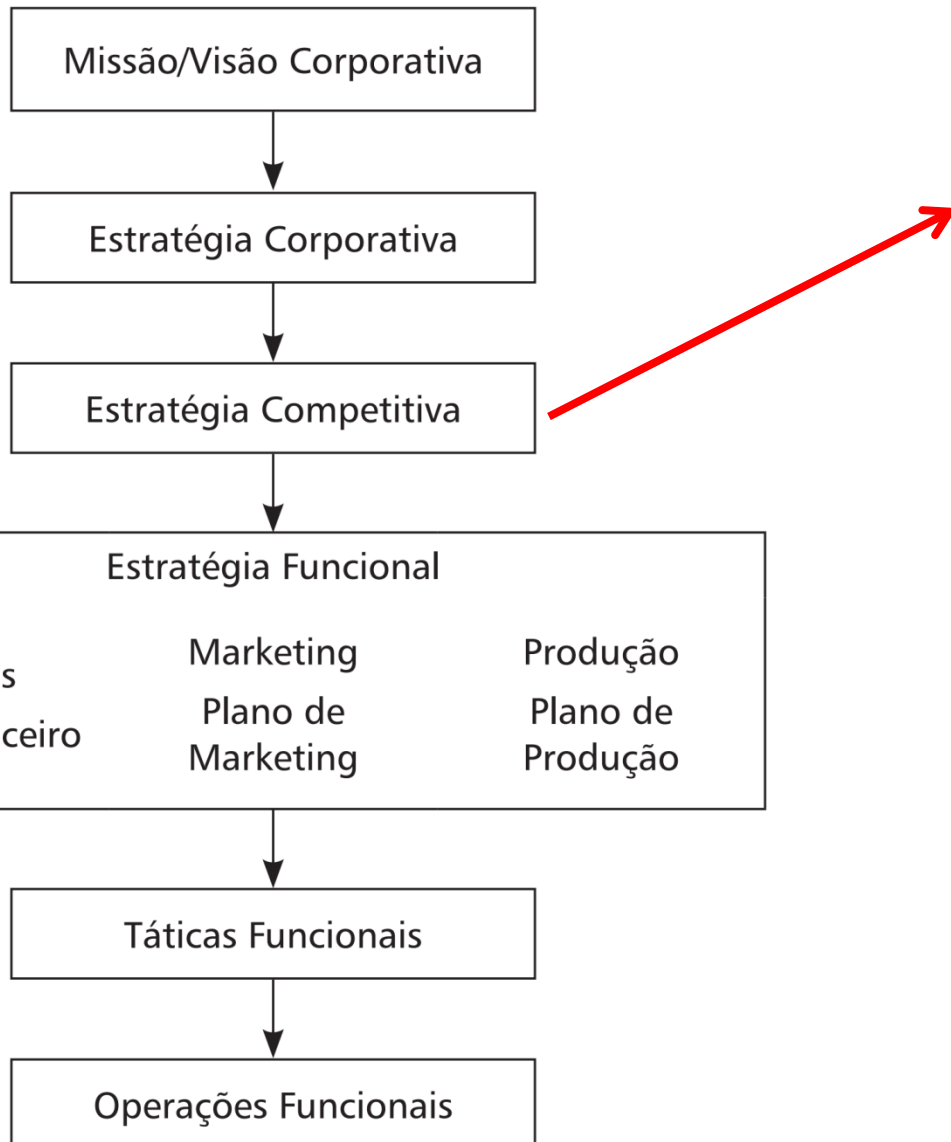 Missão/Visão Corporativa
Estratégia Corporativa
Estratégia Competitiva
Estratégia Funcional
s
ceiro
Marketing
Plano de
Marketing
Produção
Plano de
Produção
Táticas Funcionais
Operações Funcionais